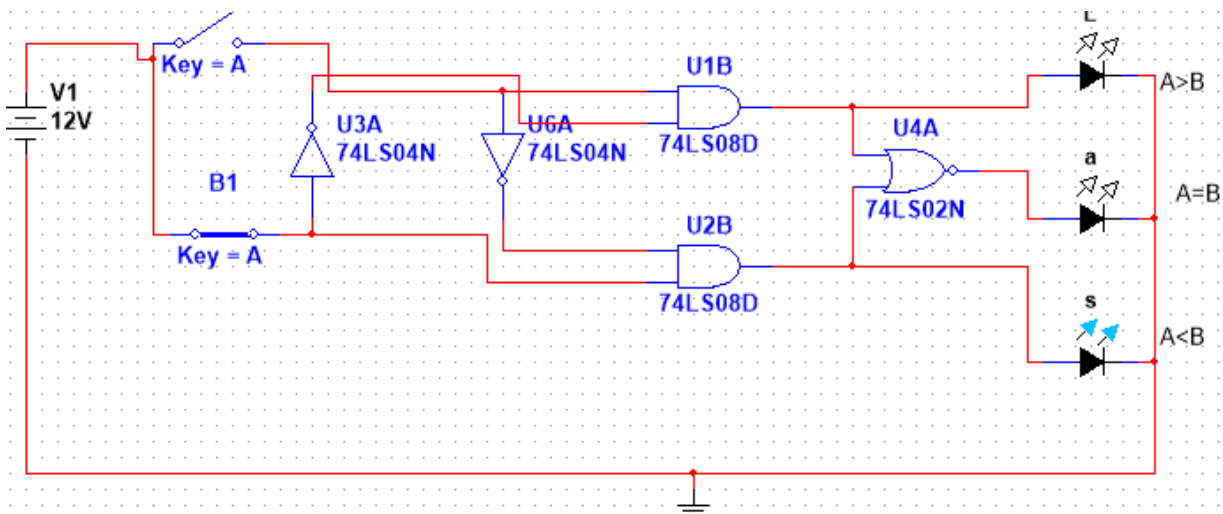 L
Key = A
V1
12V
U3A
74LS04N
U6A
74LS04N
U1B
74LS08D
A>B
U4A
74LS02N
a
A=B
B1
Key = A
U2B
74LS08D
s
A<B